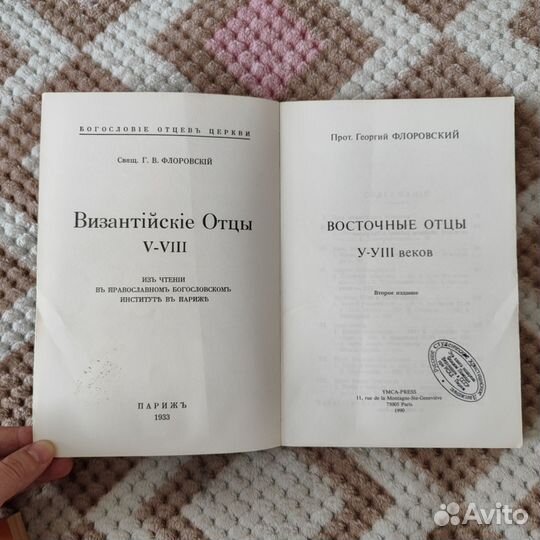 БОГОСЛОВІЕ ОТЦЕВЪ ЦЕРКВИ
Свящ. Г. В. ФЛОРОВСКІЙ
Византійскіе Отцы
V-VIII
ИЗЪ ЧТЕНІЙ
ВЪ ПРАВОСЛАВНОМЪ БОГОСЛОВСКОМЪ
ИНСТИТУТѢ ВЪ ПАРИЖѢ
ПАРИЖЪ
1933
Прот. Георгий ФЛОРОВСКИЙ
ВОСТОЧНЫЕ ОТЦЫ
У-УIII веков
Второе издание
YMCA-PRESS
11, rue de la Montagne-Ste-Geneviève
75005 Paris
1990
Avito